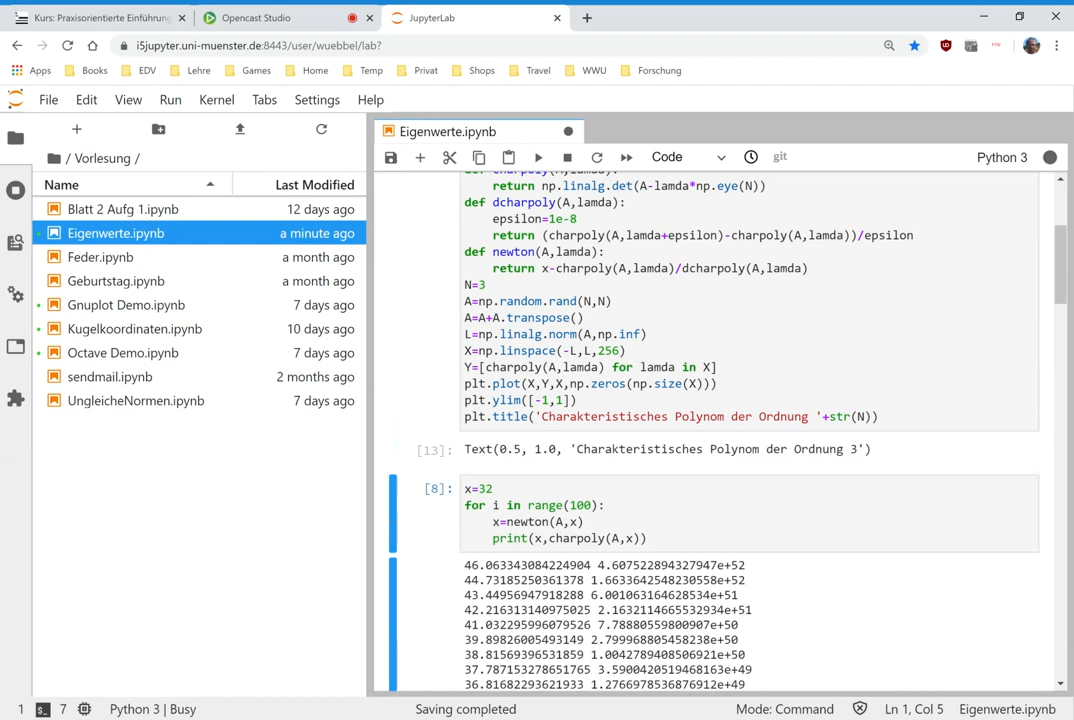 Kurs: Praxisorientierte Einführung
Opencast Studio
JupyterLab
i5jupyter.uni-muenster.de:8443/user/wuebbel/lab?
Apps Books EDV Lehre Games Home Temp Privat Shops Travel WWU Forschung
File Edit View Run Kernel Tabs Settings Help
Eigenwerte.ipynb
/ Vorlesung /
Code
git
Python 3
Name Last Modified
Blatt 2 Aufg 1.ipynb 12 days ago
Eigenwerte.ipynb a minute ago
Feder.ipynb a month ago
Geburtstag.ipynb a month ago
Gnuplot Demo.ipynb 7 days ago
Kugelkoordinaten.ipynb 10 days ago
Octave Demo.ipynb 7 days ago
sendmail.ipynb 2 months ago
UngleicheNormen.ipynb 7 days ago
def charpoly(A,lamda):
return np.linalg.det(A-lamda*np.eye(N))
def dcharpoly(A,lamda):
epsilon=1e-8
return (charpoly(A,lamda+epsilon)-charpoly(A,lamda))/epsilon
def newton(A,lamda):
return x-charpoly(A,lamda)/dcharpoly(A,lamda)
N=3
A=np.random.rand(N,N)
A=A+A.transpose()
L=np.linalg.norm(A,np.inf)
X=np.linspace(-L,L,256)
Y=[charpoly(A,lamda) for lamda in X]
plt.plot(X,Y,X,np.zeros(np.size(X)))
plt.ylim([-1,1])
plt.title('Charakteristisches Polynom der Ordnung '+str(N))
[13]: Text(0.5, 1.0, 'Charakteristisches Polynom der Ordnung 3')
[8]: x=32
for i in range(100):
x=newton(A,x)
print(x,charpoly(A,x))
46.063343084224904 4.607522894327947e+52
44.73185250361378 1.6633642548230558e+52
43.44956947918288 6.001063164628534e+51
42.216313140975025 2.1632114665532934e+51
41.032295996079526 7.78880559800907e+50
39.89826005493149 2.799968805458238e+50
38.81569396531859 1.0042789408506921e+50
37.787153278651765 3.5900420519468163e+49
36.81682293621933 1.2766978536876912e+49
1 7 Python 3 | Busy Saving completed Mode: Command Ln 1, Col 5 Eigenwerte.ipynb